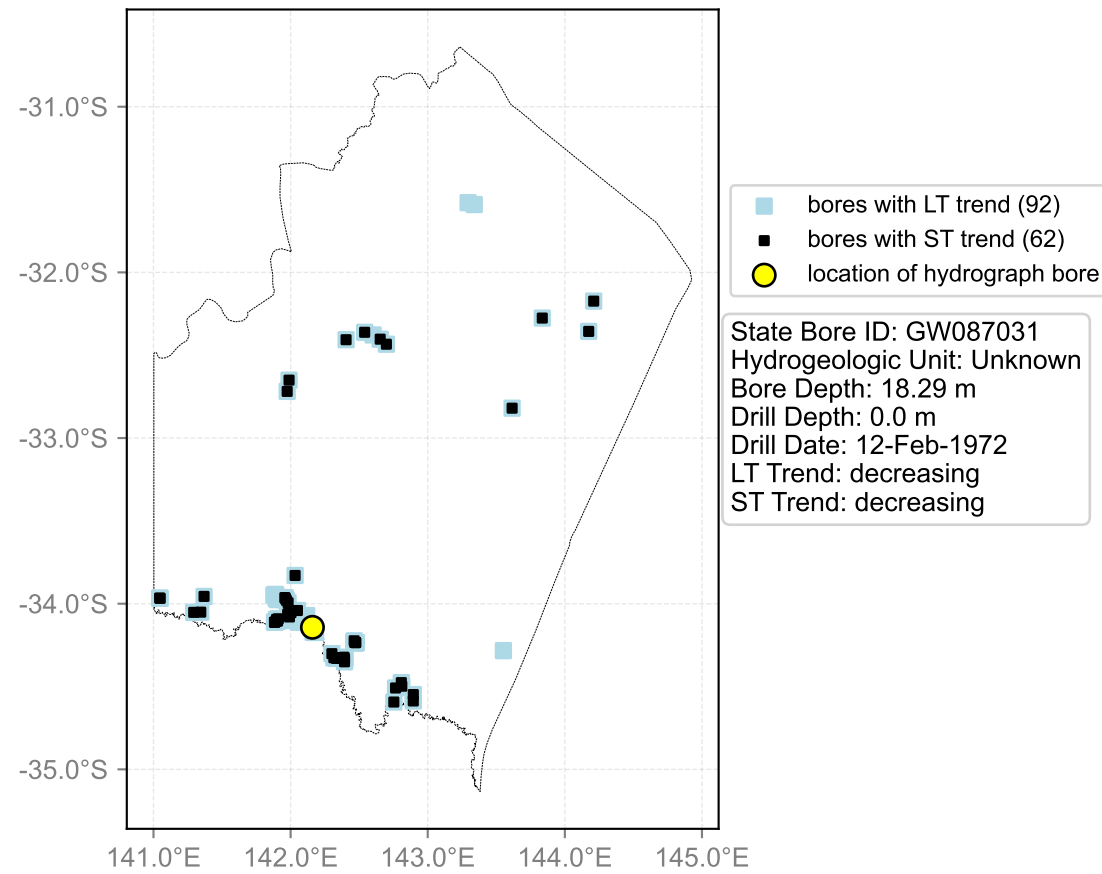 -31.0°S
-32.0°S
-33.0°S
-34.0°S
-35.0°S
141.0°E
142.0°E
143.0°E
144.0°E
145.0°E
bores with LT trend (92)
bores with ST trend (62)
location of hydrograph bore
State Bore ID: GW087031
Hydrogeologic Unit: Unknown
Bore Depth: 18.29 m
Drill Depth: 0.0 m
Drill Date: 12-Feb-1972
LT Trend: decreasing
ST Trend: decreasing